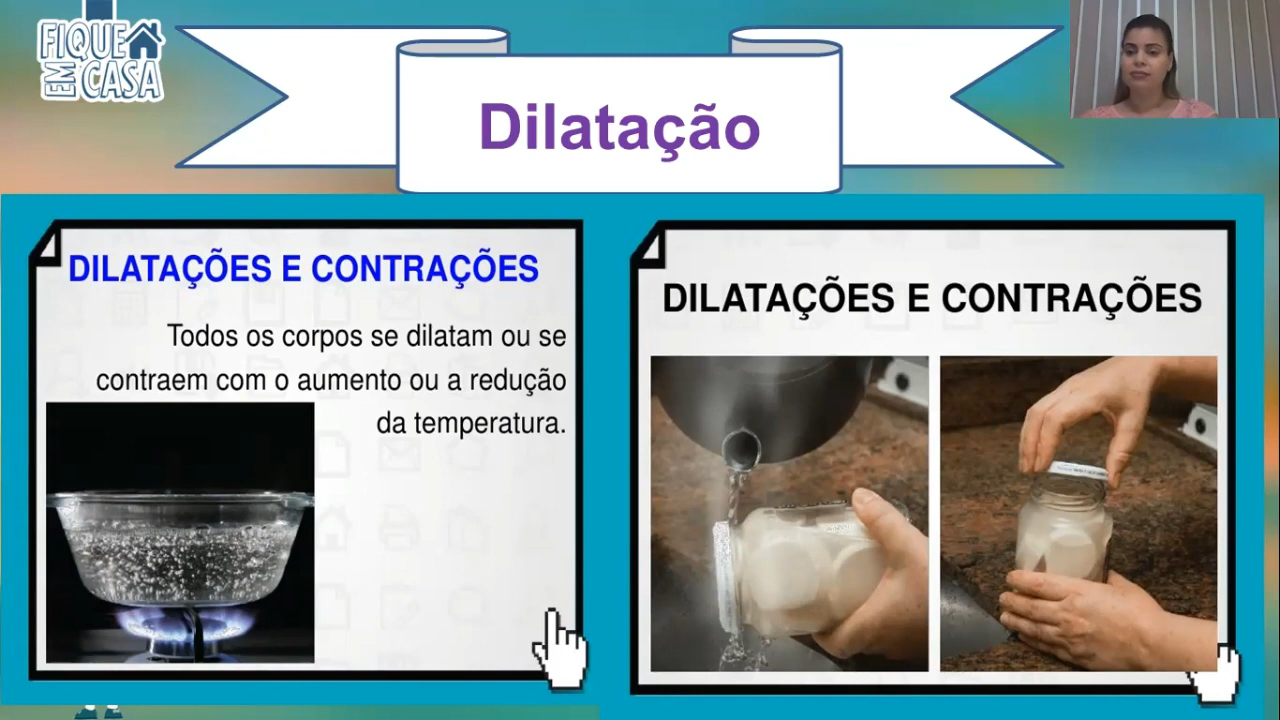 FIQUE
EM
CASA
Dilatação
DILATAÇÕES E CONTRAÇÕES
Todos os corpos se dilatam ou se
contraem com o aumento ou a redução
da temperatura.
DILATAÇÕES E CONTRAÇÕES